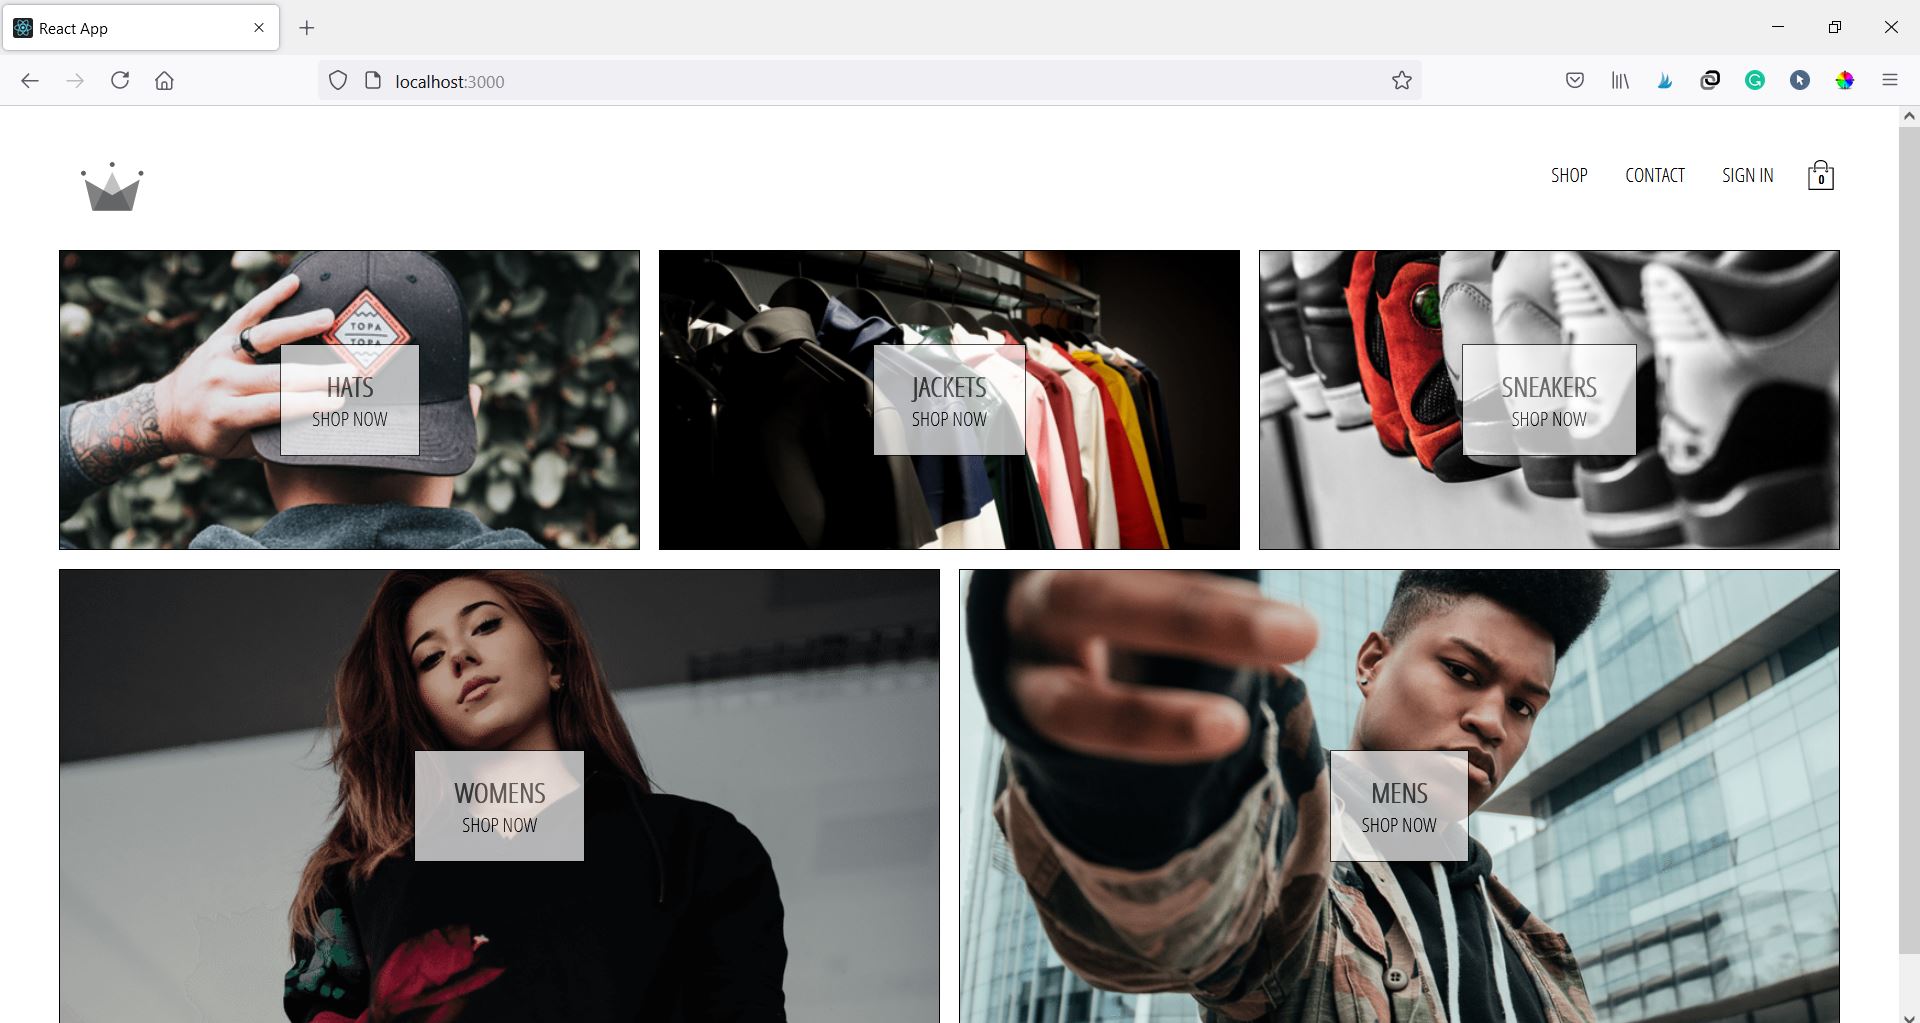 React App
localhost:3000
SHOP CONTACT SIGN IN 0
TOPA
TOPA
HATS
SHOP NOW
JACKETS
SHOP NOW
SNEAKERS
SHOP NOW
WOMENS
SHOP NOW
MENS
SHOP NOW